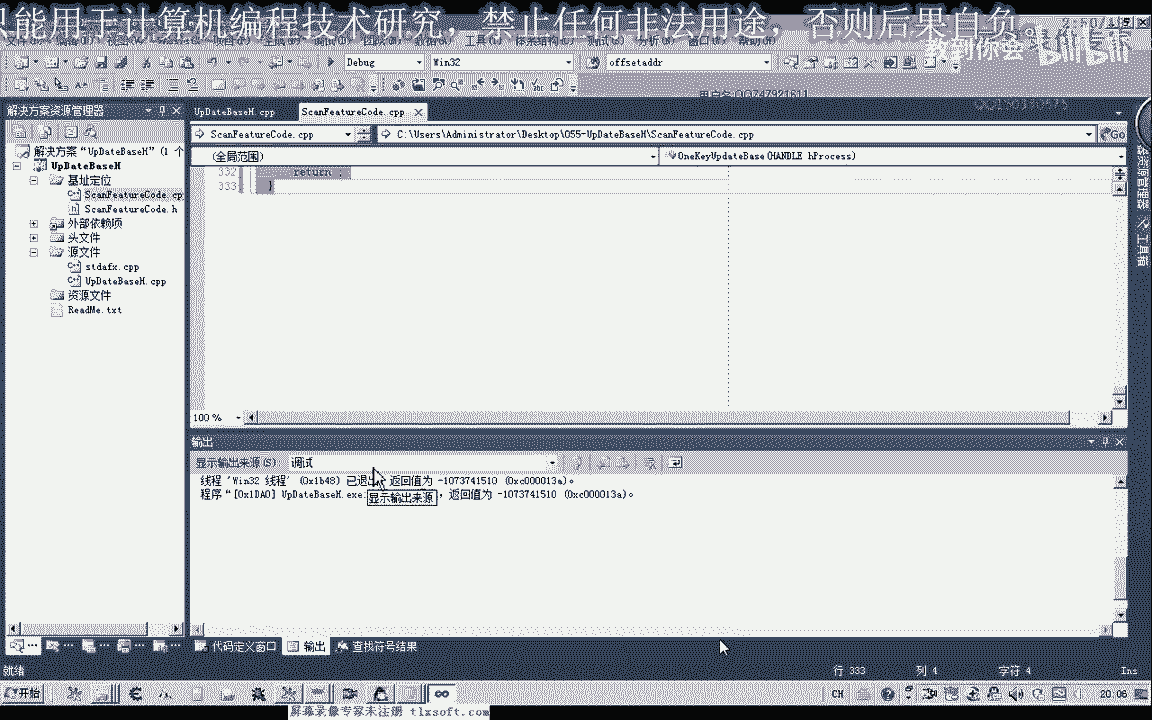 只能用于计算机编程技术研究，禁止任何非法用途，否则后果自负。
教到你会
bilibili
Debug
Win32
offsetaddr
用户名:QQ747921611
解决方案资源管理器
UpDateBaseH.cpp
ScanFeatureCode.cpp
ScanFeatureCode.cpp
C:\Users\Administrator\Desktop\055-UpDateBaseH\ScanFeatureCode.cpp
Go
(全局范围)
OneKeyUpdateBase(HANDLE hProcess)
解决方案“UpDateBaseH”(1 个
UpDateBaseH
基址定位
ScanFeatureCode.cp
ScanFeatureCode.h
外部依赖项
头文件
源文件
stdafx.cpp
UpDateBaseH.cpp
资源文件
ReadMe.txt
332 return ;
333 }
工具箱
100 %
输出
显示输出来源(S):
调试
线程 'Win32 线程' (0x1b48) 已退出，返回值为 -1073741510 (0xc000013a)。
程序“[0x1DA0] UpDateBaseH.exe: ，返回值为 -1073741510 (0xc000013a)。
显示输出来源
代码定义窗口
输出
查找符号结果
就绪
行 333
列 4
字符 4
Ins
开始
CH
20:06
屏幕录像专家未注册 tlxsoft.com